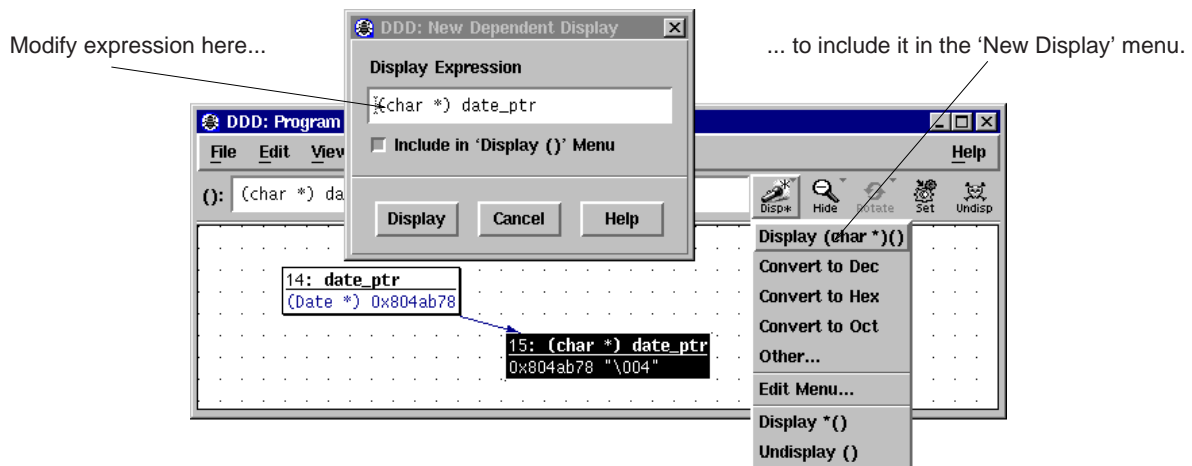 DDD: New Dependent Display
Modify expression here...
... to include it in the ‘New Display’ menu.
Display Expression
(char *) date_ptr
Include in ‘Display ()’ Menu
Display Cancel Help
DDD: Program
File Edit View
Help
(): (char *) da
Disp* Hide Rotate Set Undisp
Display (char *)()
Convert to Dec
Convert to Hex
Convert to Oct
Other...
Edit Menu...
Display *()
Undisplay ()
14: date_ptr
(Date *) 0x804ab78
15: (char *) date_ptr
0x804ab78 "\004"